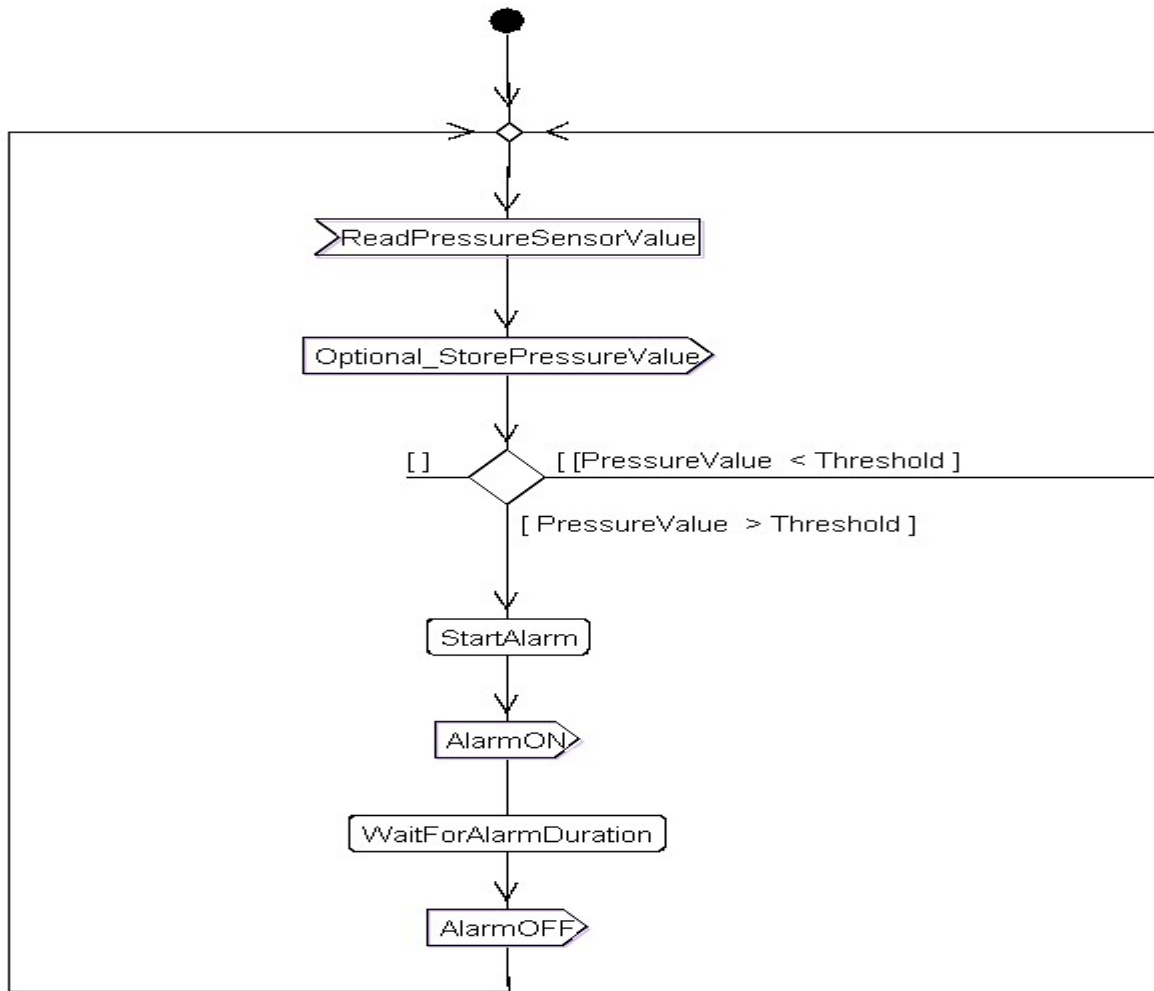 ReadPressureSensorValue
Optional_StorePressureValue
[ ]
[ [PressureValue < Threshold ]
[ PressureValue > Threshold ]
StartAlarm
AlarmON
WaitForAlarmDuration
AlarmOFF